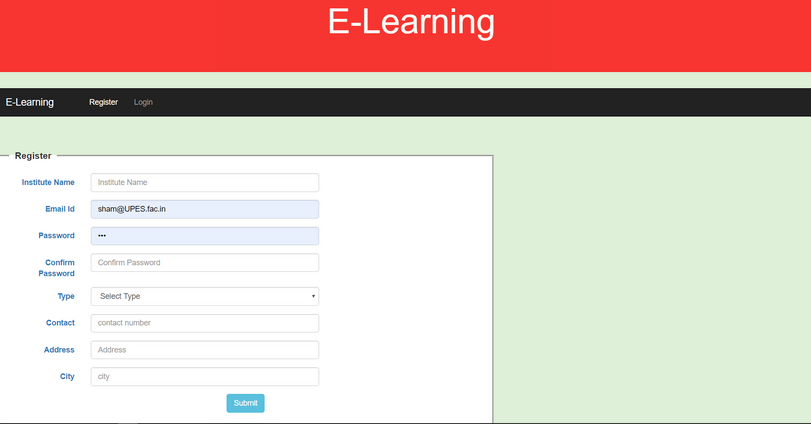 E-Learning
E-Learning Register Login
Register
Institute Name Institute Name
Email Id sham@UPES.fac.in
Password •••
Confirm Password Confirm Password
Type Select Type
Contact contact number
Address Address
City city
Submit